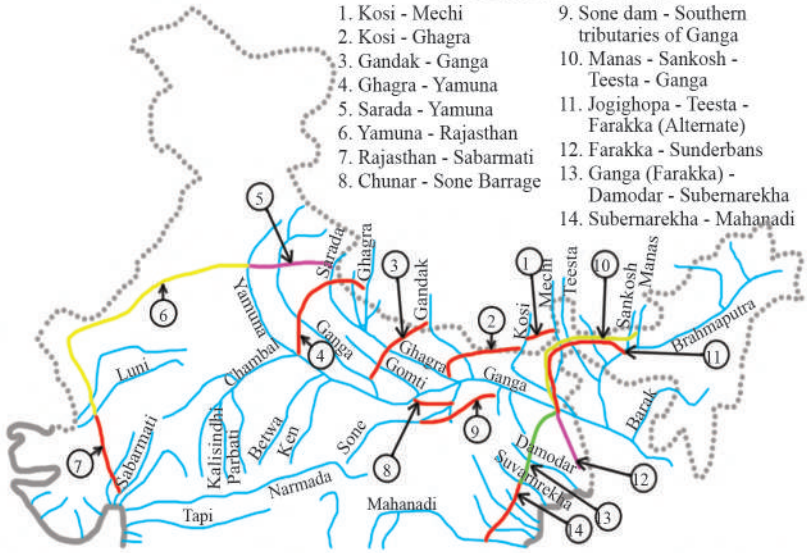 1. Kosi - Mechi
2. Kosi - Ghagra
3. Gandak - Ganga
4. Ghagra - Yamuna
5. Sarada - Yamuna
6. Yamuna - Rajasthan
7. Rajasthan - Sabarmati
8. Chunar - Sone Barrage
9. Sone dam - Southern
tributaries of Ganga
10. Manas - Sankosh -
Teesta - Ganga
11. Jogighopa - Teesta -
Farakka (Alternate)
12. Farakka - Sunderbans
13. Ganga (Farakka) -
Damodar - Subernarekha
14. Subernarekha - Mahanadi
5
Sarada
Ghagra
3
Gandak
1
Mechi
Teesta
10
Sankosh
Manas
6
Yamuna
4
Ganga
2
Kosi
Brahmaputra
11
Luni
Chambal
Ghagra
Gomti
Ganga
Barak
7
Sabarmati
Kalisindhi
Parbati
Betwa
Ken
Sone
8
9
Damodar
12
Suvarnrekha
13
14
Narmada
Tapi
Mahanadi